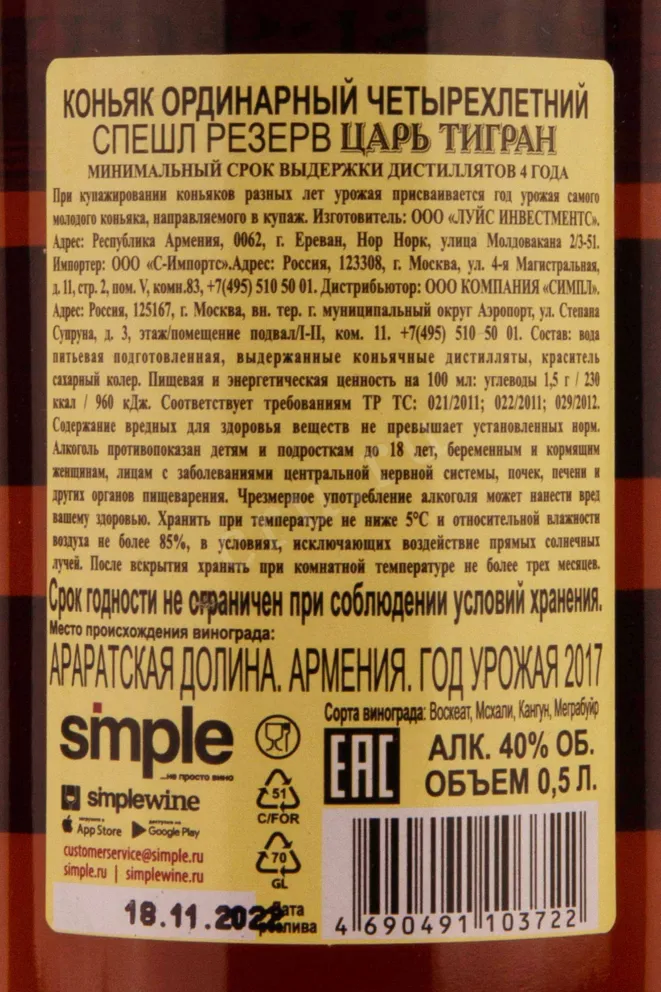 КОНЬЯК ОРДИНАРНЫЙ ЧЕТЫРЕХЛЕТНИЙ
СПЕШЛ РЕЗЕРВ ЦАРЬ ТИГРАН
МИНИМАЛЬНЫЙ СРОК ВЫДЕРЖКИ ДИСТИЛЛЯТОВ 4 ГОДА
При купажировании коньяков разных лет урожая присваивается год урожая самого
молодого коньяка, направляемого в купаж. Изготовитель: ООО «ЛУЙС ИНВЕСТМЕНТС».
Адрес: Республика Армения, 0062, г. Ереван, Нор Норк, улица Молдовакана 2/3-51.
Импортер: ООО «С-Импортс».Адрес: Россия, 123308, г. Москва, ул. 4-я Магистральная,
д. 11, стр. 2, пом. V, комн.83, +7(495) 510 50 01. Дистрибьютор: ООО КОМПАНИЯ «СИМПЛ».
Адрес: Россия, 125167, г. Москва, вн. тер. г. муниципальный округ Аэропорт, ул. Степана
Супруна, д. 3, этаж/помещение подвал/I-II, ком. 11. +7(495) 510 50 01. Состав: вода
питьевая подготовленная, выдержанные коньячные дистилляты, краситель
сахарный колер. Пищевая и энергетическая ценность на 100 мл: углеводы 1,5 г / 230
ккал / 960 кДж. Соответствует требованиям ТР ТС: 021/2011; 022/2011; 029/2012.
Содержание вредных для здоровья веществ не превышает установленных норм.
Алкоголь противопоказан детям и подросткам до 18 лет, беременным и кормящим
женщинам, лицам с заболеваниями центральной нервной системы, почек, печени и
других органов пищеварения. Чрезмерное употребление алкоголя может нанести вред
вашему здоровью. Хранить при температуре не ниже 5°С и относительной влажности
воздуха не более 85%, в условиях, исключающих воздействие прямых солнечных
лучей. После вскрытия хранить при комнатной температуре не более трех месяцев.
Срок годности не ограничен при соблюдении условий хранения.
Место происхождения винограда:
АРАРАТСКАЯ ДОЛИНА. АРМЕНИЯ. ГОД УРОЖАЯ 2017
Сорта винограда: Воскеат, Мсхали, Кангун, Меграбуйр
simple
...не просто вино
ЕАС
АЛК. 40% ОБ.
ОБЪЕМ 0,5 Л.
51
C/FOR
simplewine
загрузите в
App Store
доступно на
Google Play
70
GL
customerservice@simple.ru
simple.ru | simplewine.ru
18.11.2022
Дата
розлива
4 690491 103722